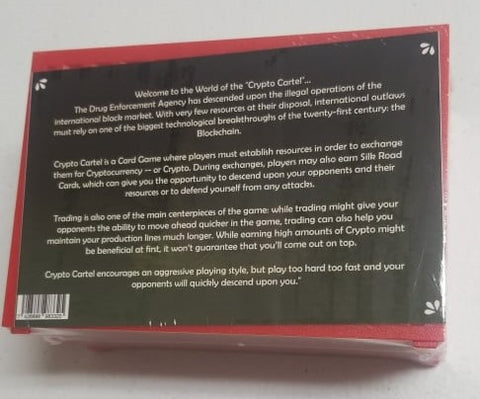 Welcome to the World of the "Crypto Cartel"...
The Drug Enforcement Agency has descended upon the illegal operations of the
international black market. With very few resources at their disposal, international outlaws
must rely on one of the biggest technological breakthroughs of the twenty-first century: the
Blockchain.
Crypto Cartel is a Card Game where players must establish resources in order to exchange
them for Cryptocurrency -- or Crypto. During exchanges, players may also earn Silk Road
Cards, which can give you the opportunity to descend upon your opponents and their
resources or to defend yourself from any attacks.
Trading is also one of the main centerpieces of the game: while trading might give your
opponents the ability to move ahead quicker in the game, trading can also help you
maintain your production lines much longer. While earning high amounts of Crypto might
be beneficial at first, it won't guarantee that you'll come out on top.
Crypto Cartel encourages an aggressive playing style, but play too hard too fast and your
opponents will quickly descend upon you."